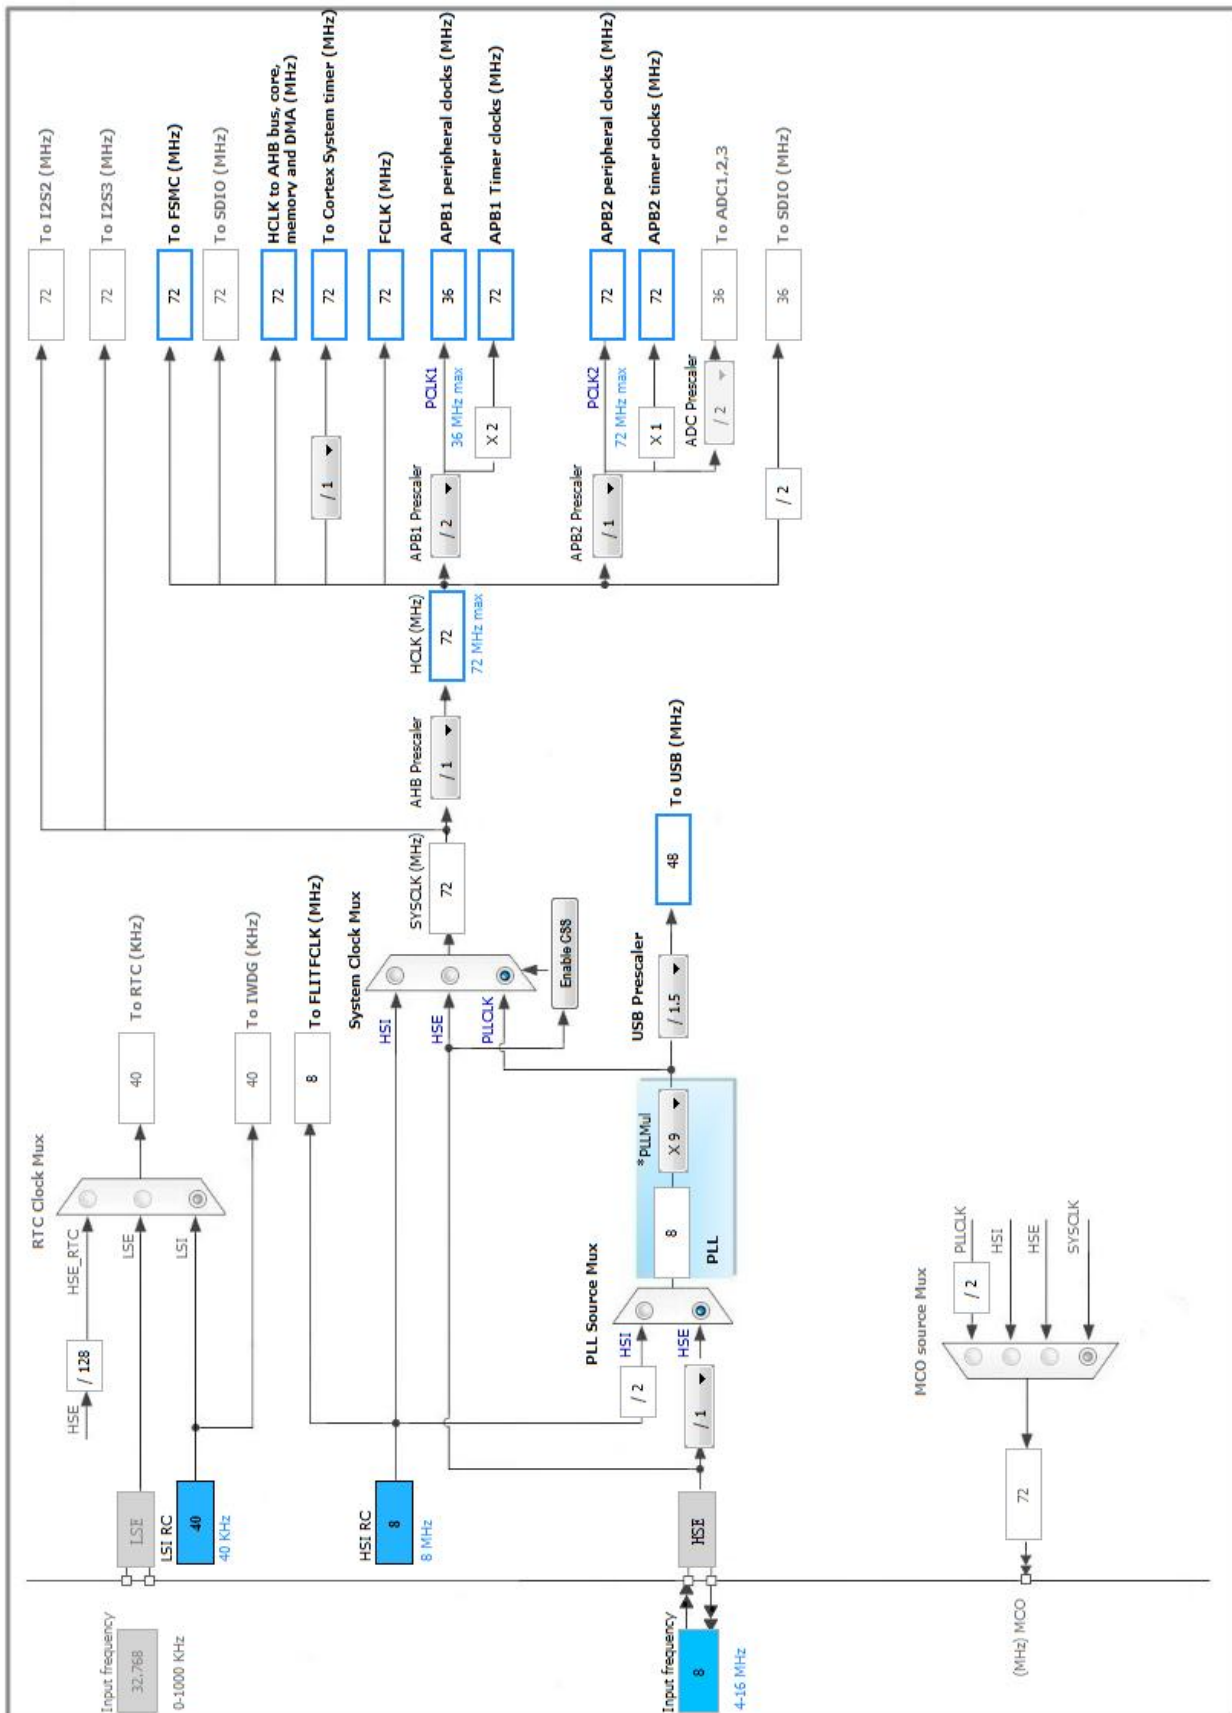 Input frequency
32.768
0-1000 KHz
LSE
LSI RC
40
40 KHz
HSE
/ 128
HSE_RTC
LSE
LSI
RTC Clock Mux
40
To RTC (KHz)
40
To IWDG (KHz)
8
To FLITFCLK (MHz)
HSI RC
8
8 MHz
Input frequency
8
4-16 MHz
HSE
/ 1
/ 2
HSI
HSE
PLL Source Mux
8
*PLLMul
X 9
PLL
USB Prescaler
/ 1.5
48
To USB (MHz)
System Clock Mux
HSI
HSE
PLLCLK
Enable CSS
SYSCLK (MHz)
72
AHB Prescaler
/ 1
HCLK (MHz)
72
72 MHz max
72
To I2S2 (MHz)
72
To I2S3 (MHz)
72
To FSMC (MHz)
72
To SDIO (MHz)
72
HCLK to AHB bus, core,
memory and DMA (MHz)
/ 1
72
To Cortex System timer (MHz)
72
FCLK (MHz)
APB1 Prescaler
/ 2
PCLK1
36 MHz max
36
APB1 peripheral clocks (MHz)
X 2
72
APB1 Timer clocks (MHz)
APB2 Prescaler
/ 1
PCLK2
72 MHz max
72
APB2 peripheral clocks (MHz)
X 1
72
APB2 timer clocks (MHz)
ADC Prescaler
/ 2
36
To ADC1,2,3
/ 2
36
To SDIO (MHz)
MCO source Mux
PLLCLK
/ 2
HSI
HSE
SYSCLK
72
(MHz) MCO